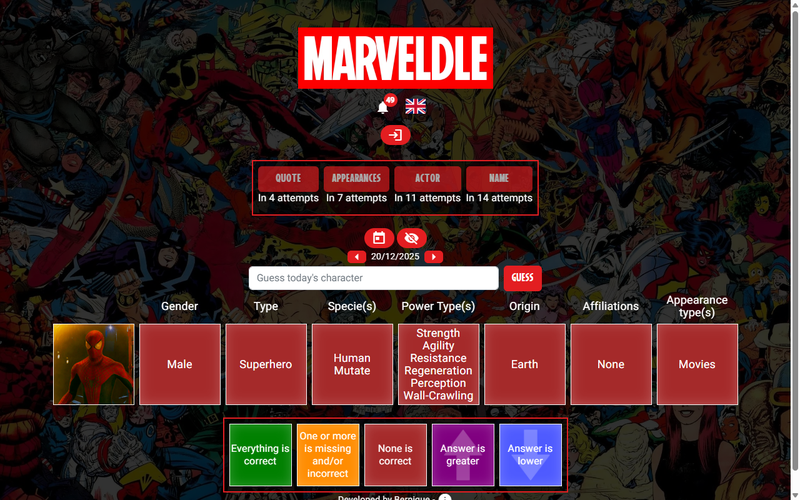 MARVELDLE
49
QUOTE APPEARANCES ACTOR NAME
In 4 attempts In 7 attempts In 11 attempts In 14 attempts
20/12/2025
Guess today's character GUESS
Gender Type Specie(s) Power Type(s) Origin Affiliations Appearance
type(s)
Male
Superhero
Human
Mutate
Strength
Agility
Resistance
Regeneration
Perception
Wall-Crawling
Earth
None
Movies
Everything is
correct
One or more
is missing
and/or
incorrect
None is
correct
Answer is
greater
Answer is
lower
Developed by Bernique -